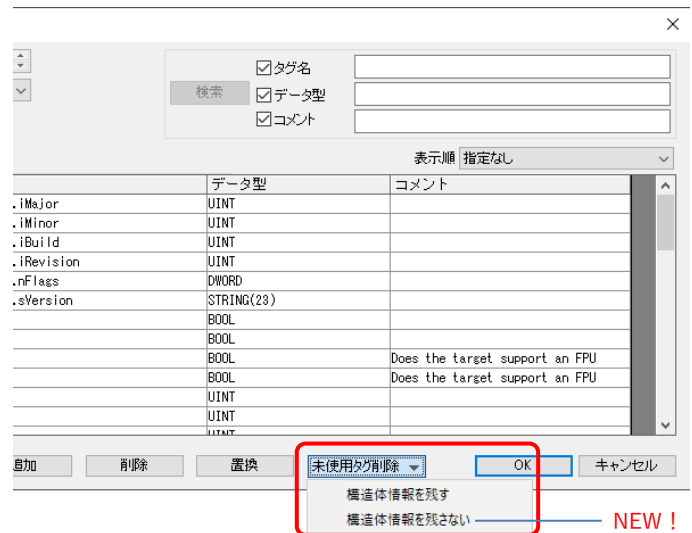 タグ名
検索
データ型
コメント
表示順 指定なし
データ型 コメント
.iMajor UINT
.iMinor UINT
.iBuild UINT
.iRevision UINT
.nFlags DWORD
.sVersion STRING(23)
BOOL
BOOL
BOOL Does the target support an FPU
BOOL Does the target support an FPU
UINT
UINT
UINT
追加 削除 置換 未使用タグ削除 OK キャンセル
構造体情報を残す
構造体情報を残さない NEW！